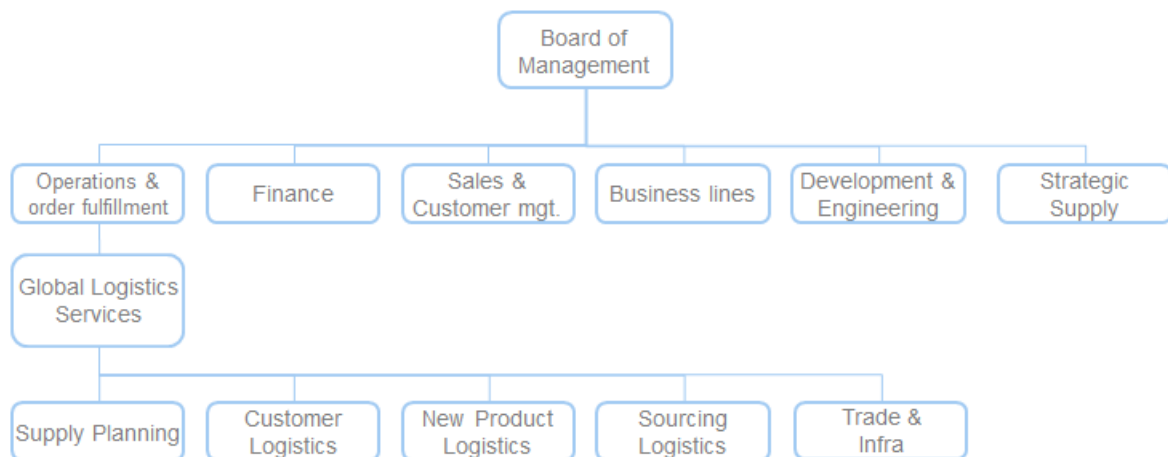 Board of
Management
Operations &
order fulfillment
Finance
Sales &
Customer mgt.
Business lines
Development &
Engineering
Strategic
Supply
Global Logistics
Services
Supply Planning
Customer
Logistics
New Product
Logistics
Sourcing
Logistics
Trade &
Infra